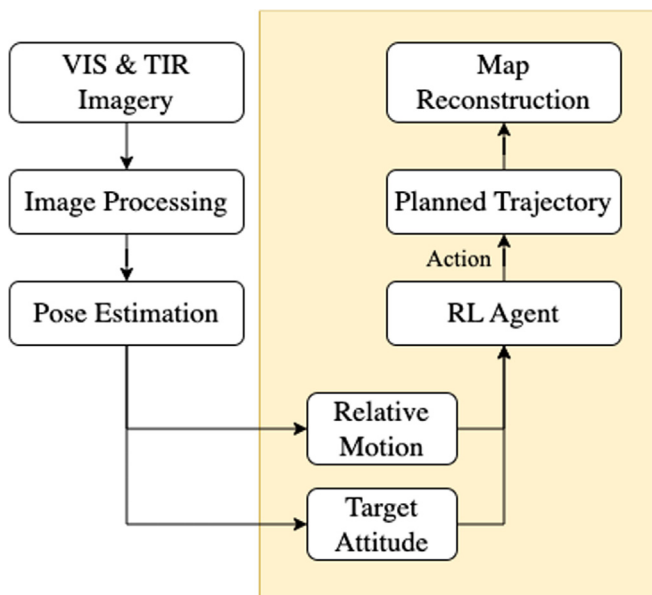 VIS & TIR
Imagery
Image Processing
Pose Estimation
Map
Reconstruction
Planned Trajectory
Action
RL Agent
Relative
Motion
Target
Attitude